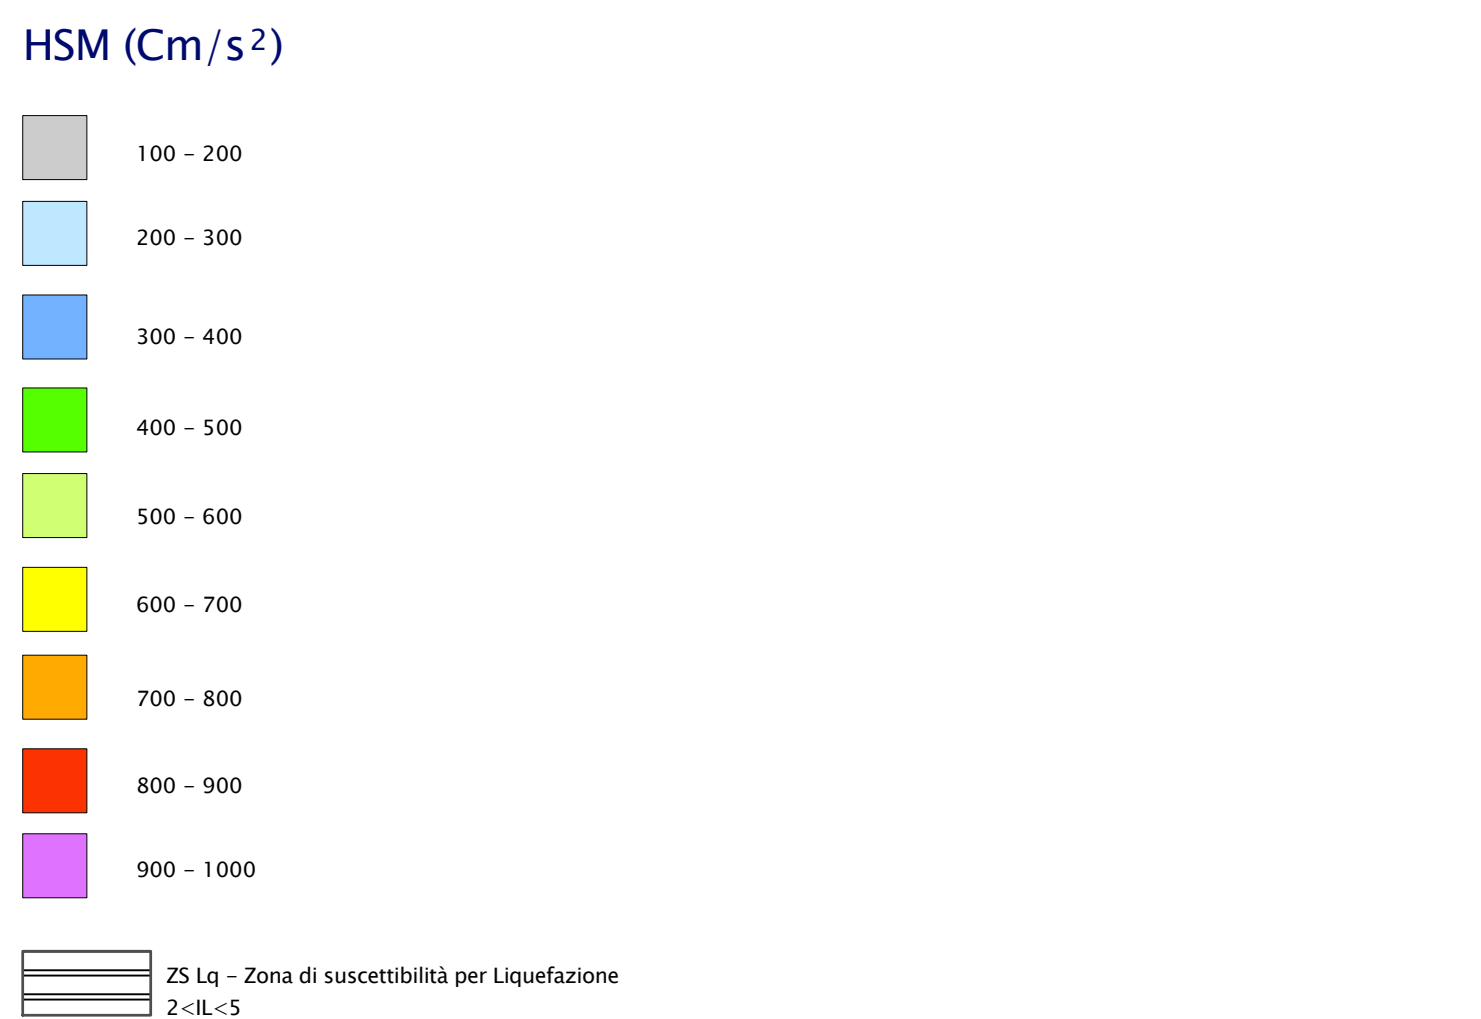 HSM (Cm/s²)
100 – 200
200 – 300
300 – 400
400 – 500
500 – 600
600 – 700
700 – 800
800 – 900
900 – 1000
ZS Lq – Zona di suscettibilità per Liquefazione
2<IL<5